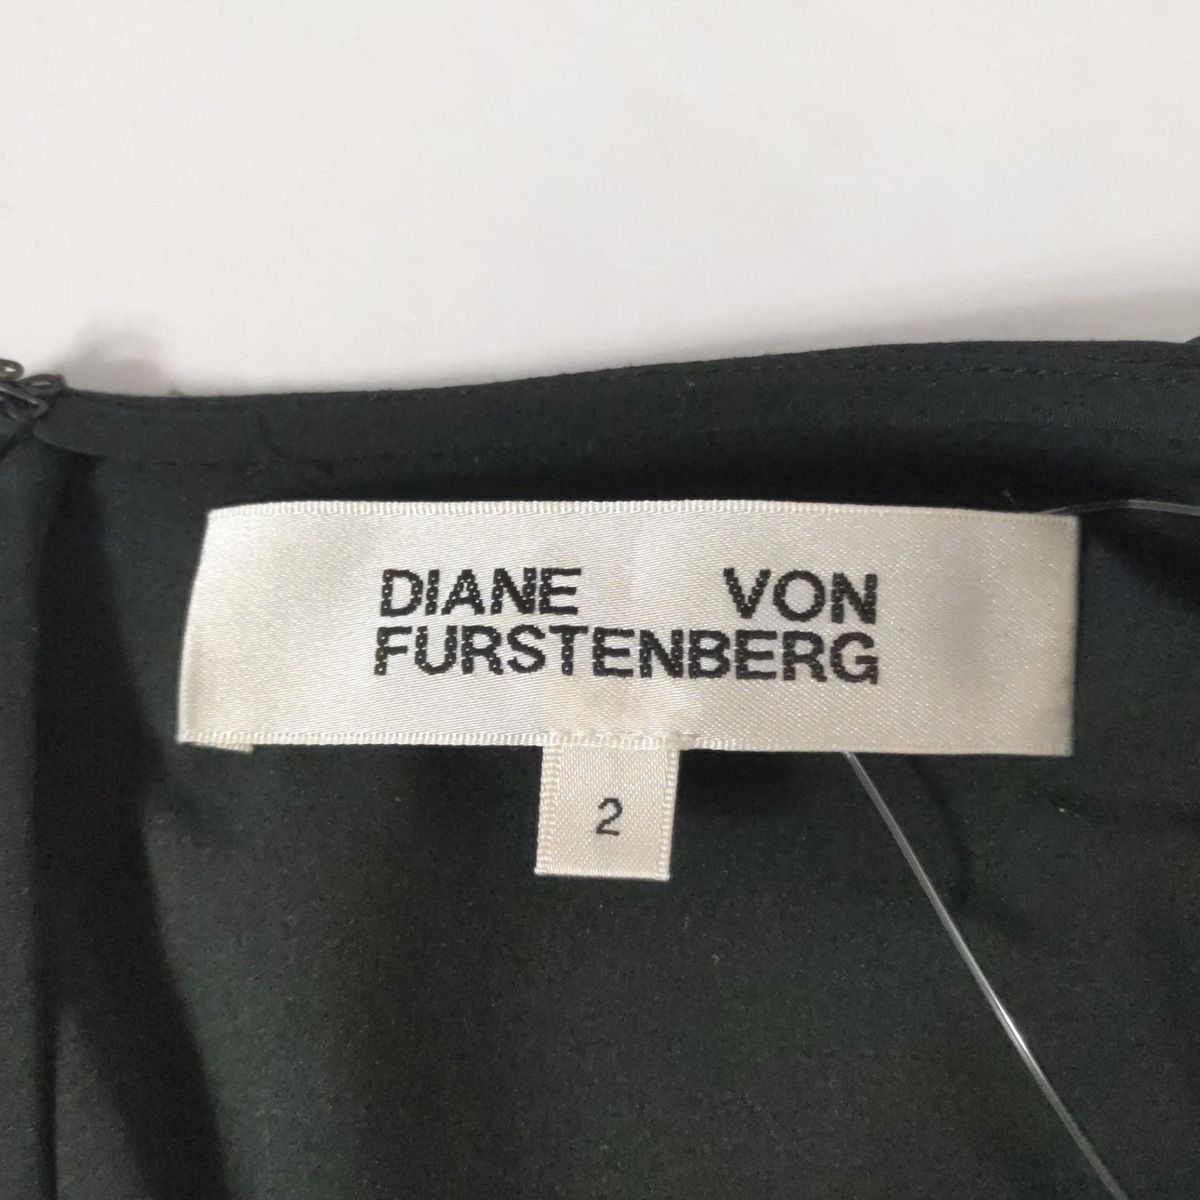 DIANE VON
FURSTENBERG
2